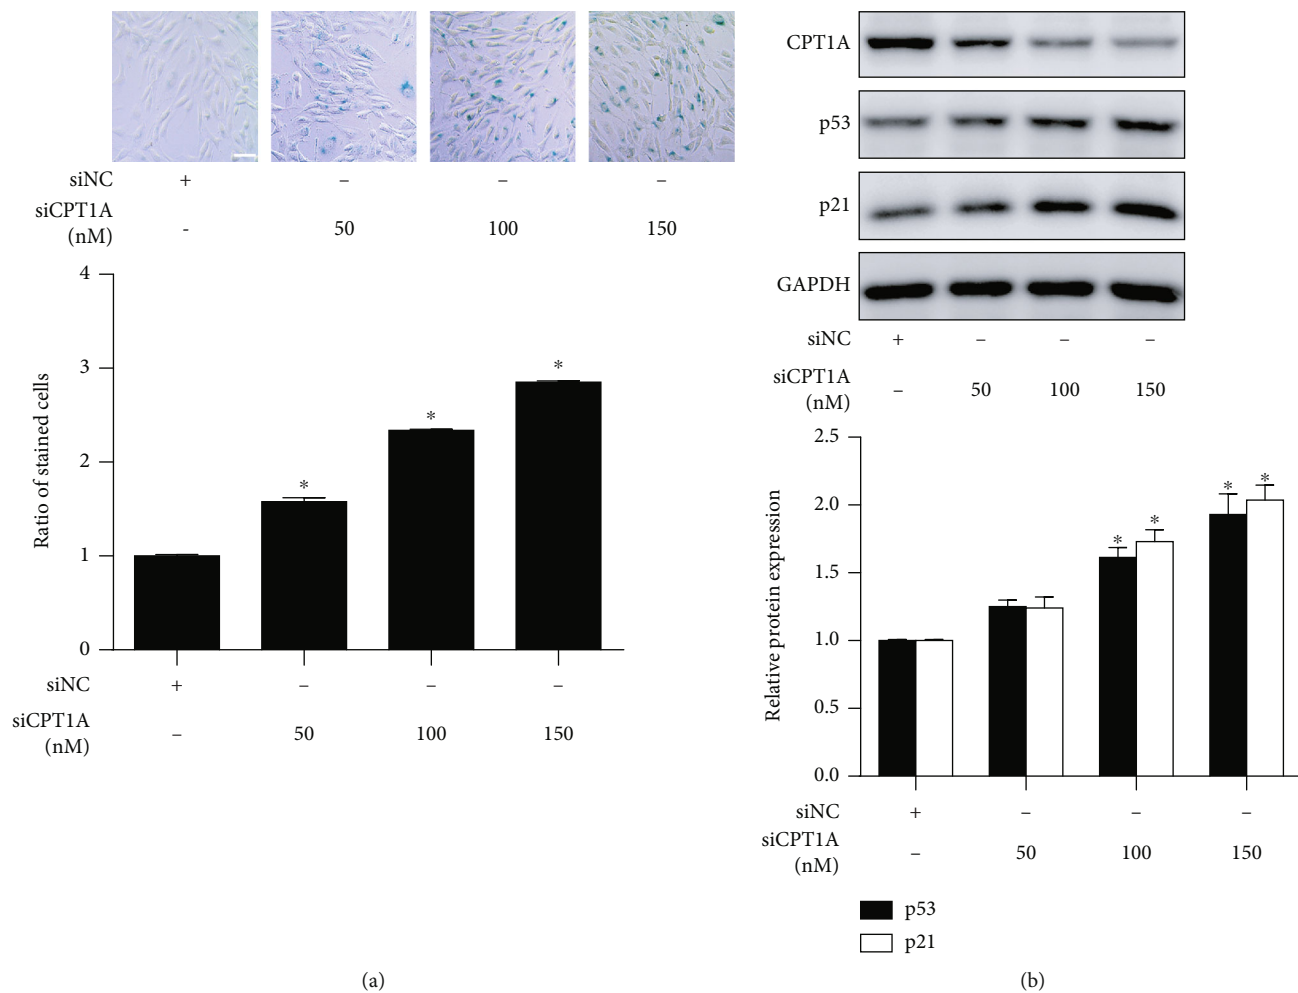 siNC + – – –
siCPT1A
(nM) - 50 100 150
4
3
2
1
0
Ratio of stained cells
*
*
*
siNC + – – –
siCPT1A
(nM) – 50 100 150
(a)
CPT1A
p53
p21
GAPDH
siNC + – – –
siCPT1A
(nM) – 50 100 150
2.5
2.0
1.5
1.0
0.5
0.0
Relative protein expression
* *
* *
siNC + – – –
siCPT1A
(nM) – 50 100 150
p53
p21
(b)